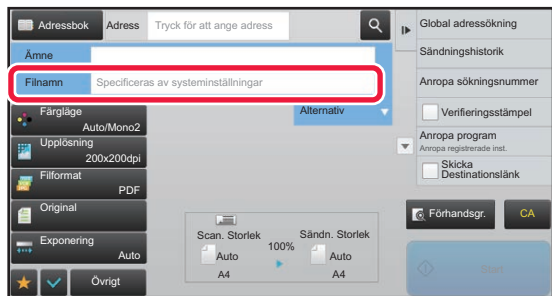 Adressbok
Adress
Tryck för att ange adress
Ämne
Filnamn
Specificeras av systeminställningar
Färgläge
Auto/Mono2
Upplösning
200x200dpi
Filformat
PDF
Original
Exponering
Auto
Övrigt
Alternativ
Scan. Storlek
100%
Sändn. Storlek
Auto
Auto
A4
A4
Global adressökning
Sändningshistorik
Anropa sökningsnummer
Verifieringsstämpel
Anropa program
Anropa registrerade inst.
Skicka
Destinationslänk
Förhandsgr.
CA
Start